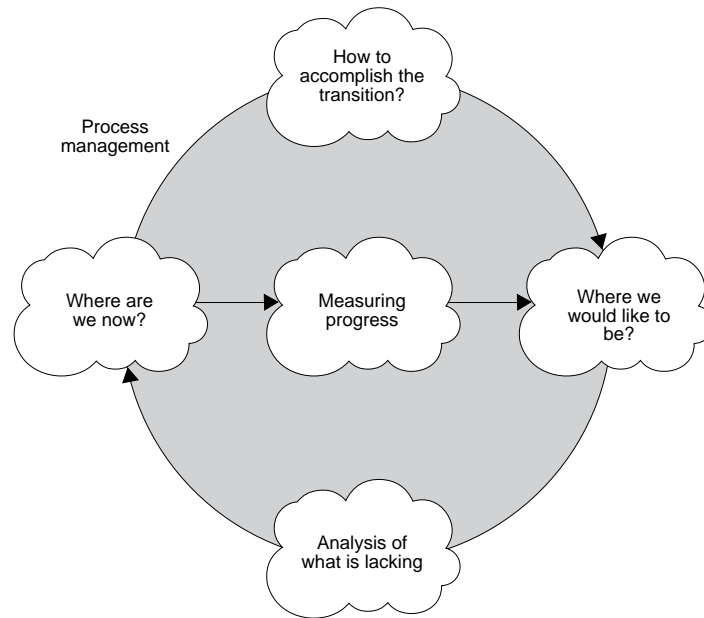 How to
accomplish the
transition?
Process
management
Where are
we now?
Measuring
progress
Where we
would like to
be?
Analysis of
what is lacking